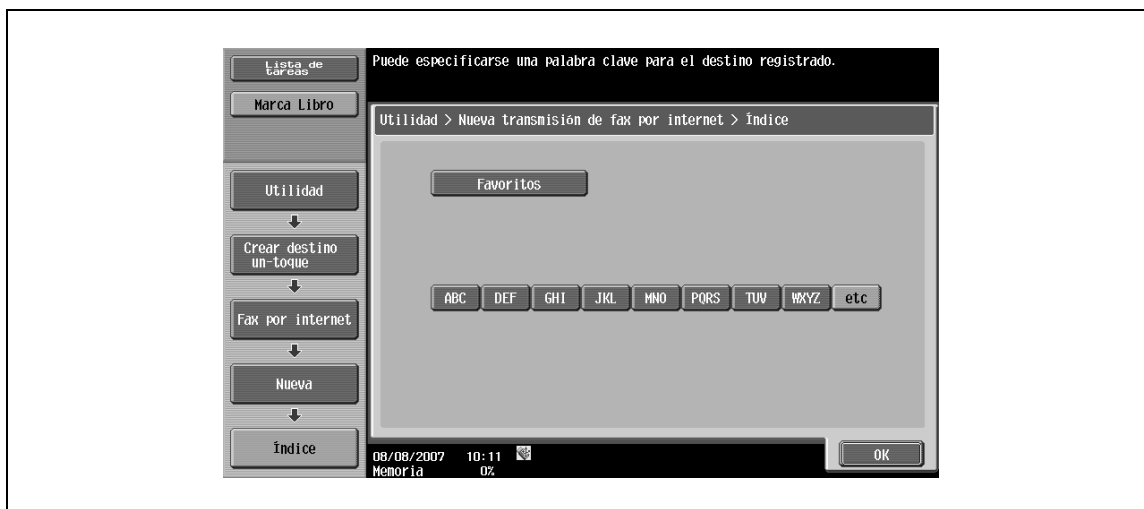 Lista de
tareas
Puede especificarse una palabra clave para el destino registrado.
Marca Libro
Utilidad > Nueva transmisión de fax por internet > Índice
Utilidad
Favoritos
Crear destino
un-toque
ABC DEF GHI JKL MNO PQRS TUV WXYZ etc
Fax por internet
Nueva
Índice
08/08/2007 10:11
Memoria 0%
OK